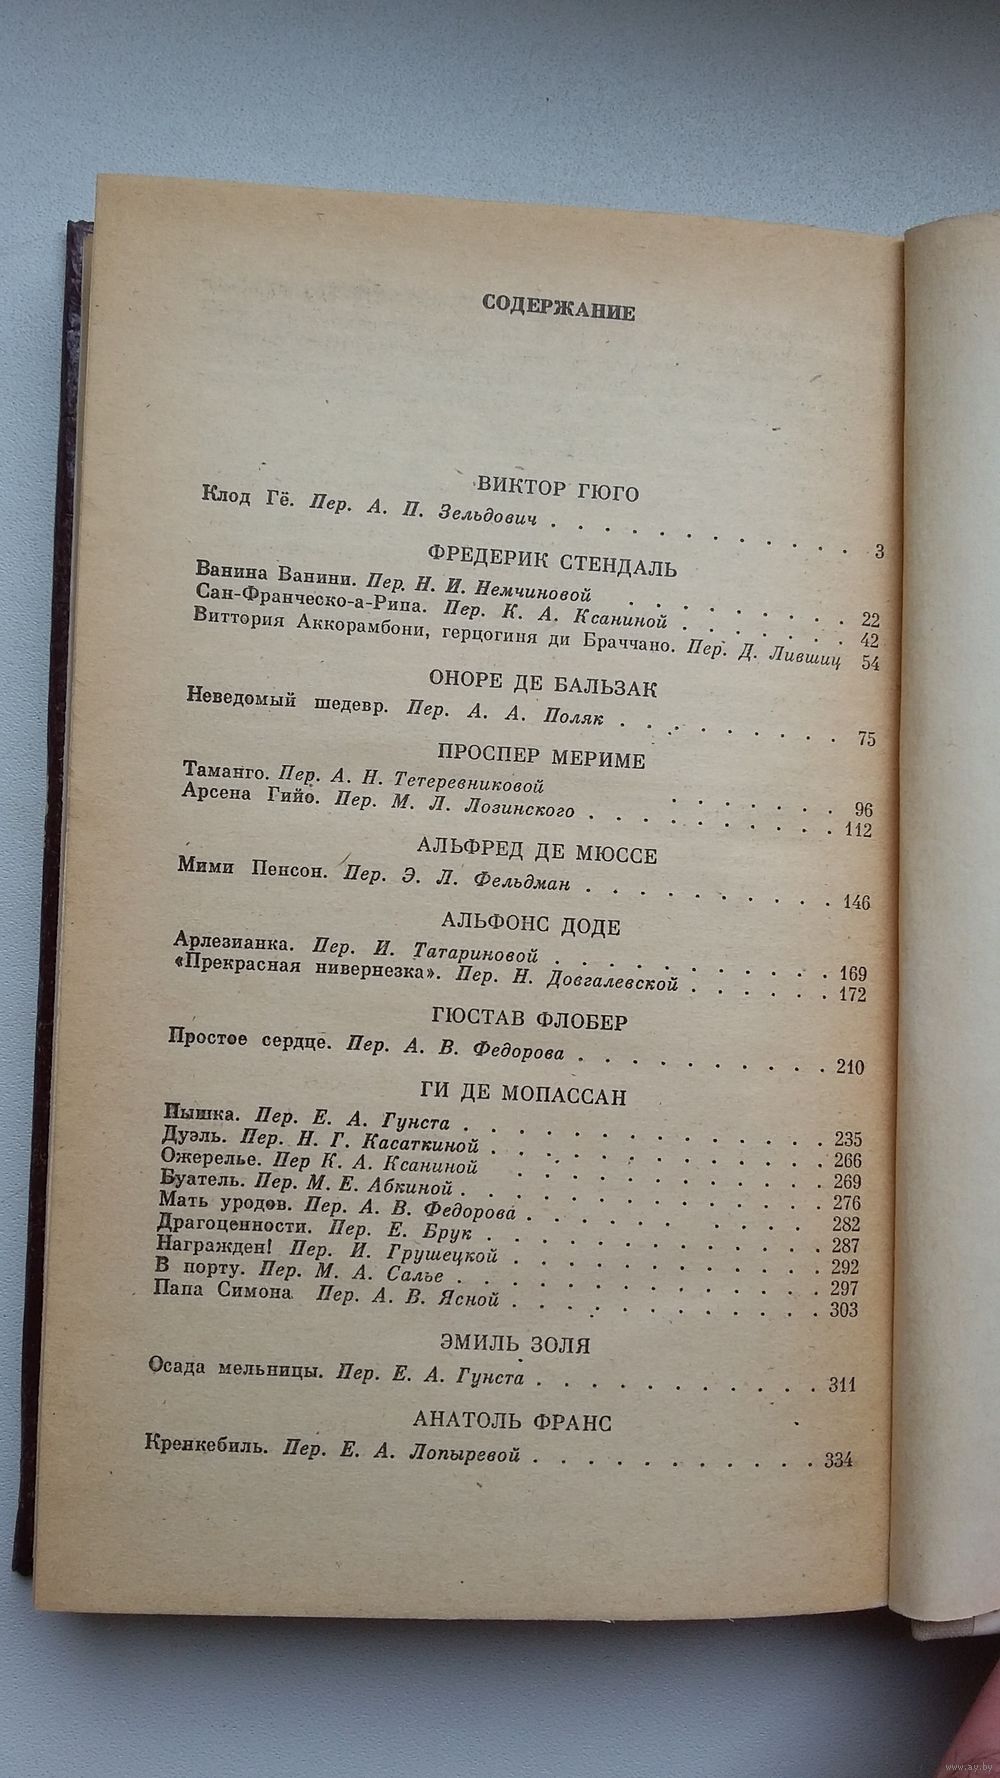 СОДЕРЖАНИЕ
ВИКТОР ГЮГО
Клод Гё. Пер. А. П. Зельдович . . . . . . . . . . . . 3
ФРЕДЕРИК СТЕНДАЛЬ
Ванина Ванини. Пер. Н. И. Немчиновой . . . . . . . . . 22
Сан-Франческо-а-Рипа. Пер. К. А. Ксаниной . . . . . . . 42
Виттория Аккорамбони, герцогиня ди Браччано. Пер. Д. Лившиц 54
ОНОРЕ ДЕ БАЛЬЗАК
Неведомый шедевр. Пер. А. А. Поляк . . . . . . . . . 75
ПРОСПЕР МЕРИМЕ
Таманго. Пер. А. Н. Тетеревниковой . . . . . . . 96
Арсена Гийо. Пер. М. Л. Лозинского . . . . . . . . . . 112
АЛЬФРЕД ДЕ МЮССЕ
Мими Пенсон. Пер. Э. Л. Фельдман . . . . . . . . . . 146
АЛЬФОНС ДОДЕ
Арлезианка. Пер. И. Татариновой . . . . . . . . . . . 169
«Прекрасная нивернезка». Пер. Н. Довгалевской . . . . . . 172
ГЮСТАВ ФЛОБЕР
Простое сердце. Пер. А. В. Федорова . . . . . . . . . . 210
ГИ ДЕ МОПАССАН
Пышка. Пер. Е. А. Гунста . . . . . . . . . . . . . . 235
Дуэль. Пер. Н. Г. Касаткиной . . . . . . . . . . . . . 266
Ожерелье. Пер К. А. Ксаниной . . . . . . . . . . . . 269
Буатель. Пер. М. Е. Абкиной . . . . . . . . . . . . . . 276
Мать уродов. Пер. А. В. Федорова . . . . . . . . . . 282
Драгоценности. Пер. Е. Брук . . . . . . . . . . . . . 287
Награжден! Пер. И. Грушецкой . . . . . . . . . . . . 292
В порту. Пер. М. А. Салье . . . . . . . . . . . . . . 297
Папа Симона Пер. А. В. Ясной . . . . . . . . . . . . 303
ЭМИЛЬ ЗОЛЯ
Осада мельницы. Пер. Е. А. Гунста . . . . . . . . . . . 311
АНАТОЛЬ ФРАНС
Кренкебиль. Пер. Е. А. Лопыревой . . . . . . . . . . . 334
www.ay.by